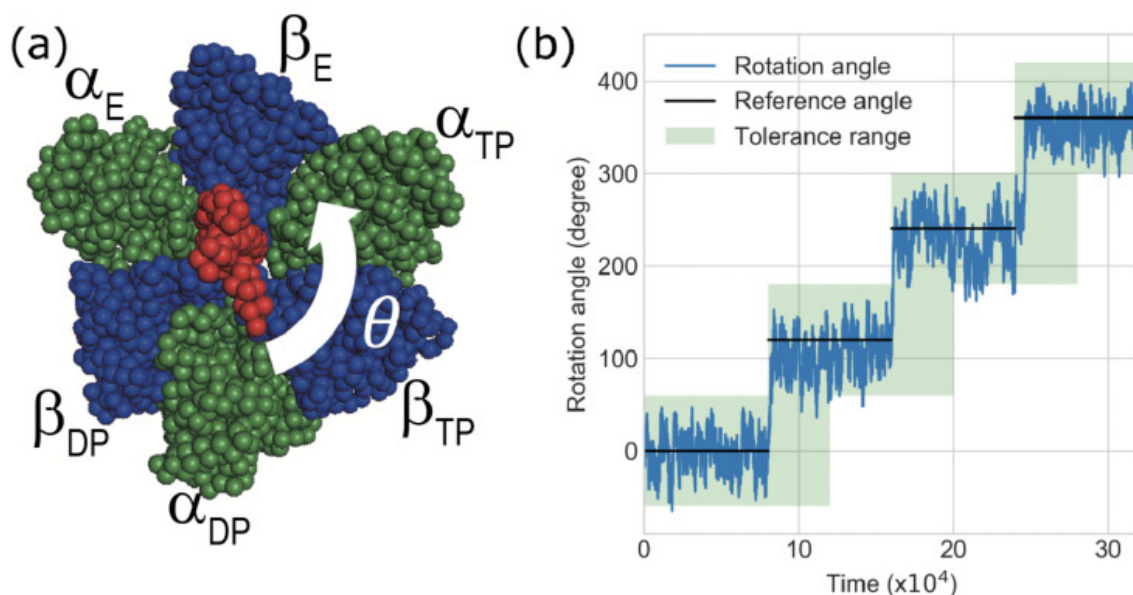 (a)
βE
αE
αTP
θ
βDP
βTP
αDP
(b)
Rotation angle
Reference angle
Tolerance range
Rotation angle (degree)
400
300
200
100
0
0
10
20
30
Time (x10⁴)